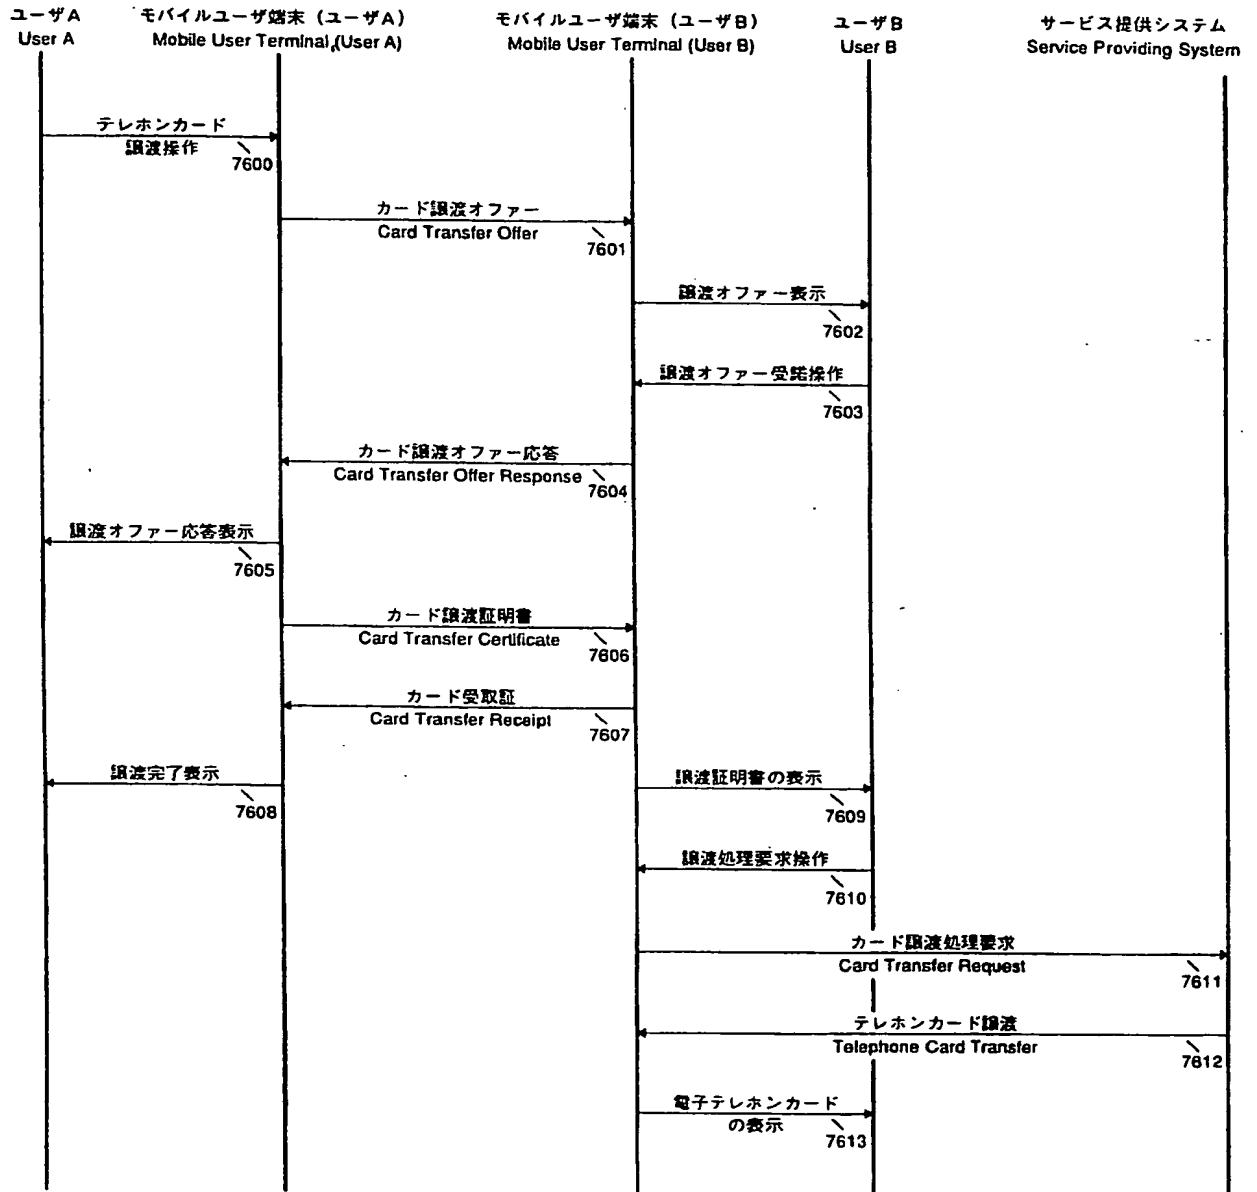 ユーザA
User A
モバイルユーザ端末（ユーザA）
Mobile User Terminal (User A)
モバイルユーザ端末（ユーザB）
Mobile User Terminal (User B)
ユーザB
User B
サービス提供システム
Service Providing System
テレホンカード
譲渡操作
7600
カード譲渡オファー
Card Transfer Offer
7601
譲渡オファー表示
7602
譲渡オファー受諾操作
7603
カード譲渡オファー応答
Card Transfer Offer Response
7604
譲渡オファー応答表示
7605
カード譲渡証明書
Card Transfer Certificate
7606
カード受取証
Card Transfer Receipt
7607
譲渡完了表示
7608
譲渡証明書の表示
7609
譲渡処理要求操作
7610
カード譲渡処理要求
Card Transfer Request
7611
テレホンカード譲渡
Telephone Card Transfer
7612
電子テレホンカード
の表示
7613